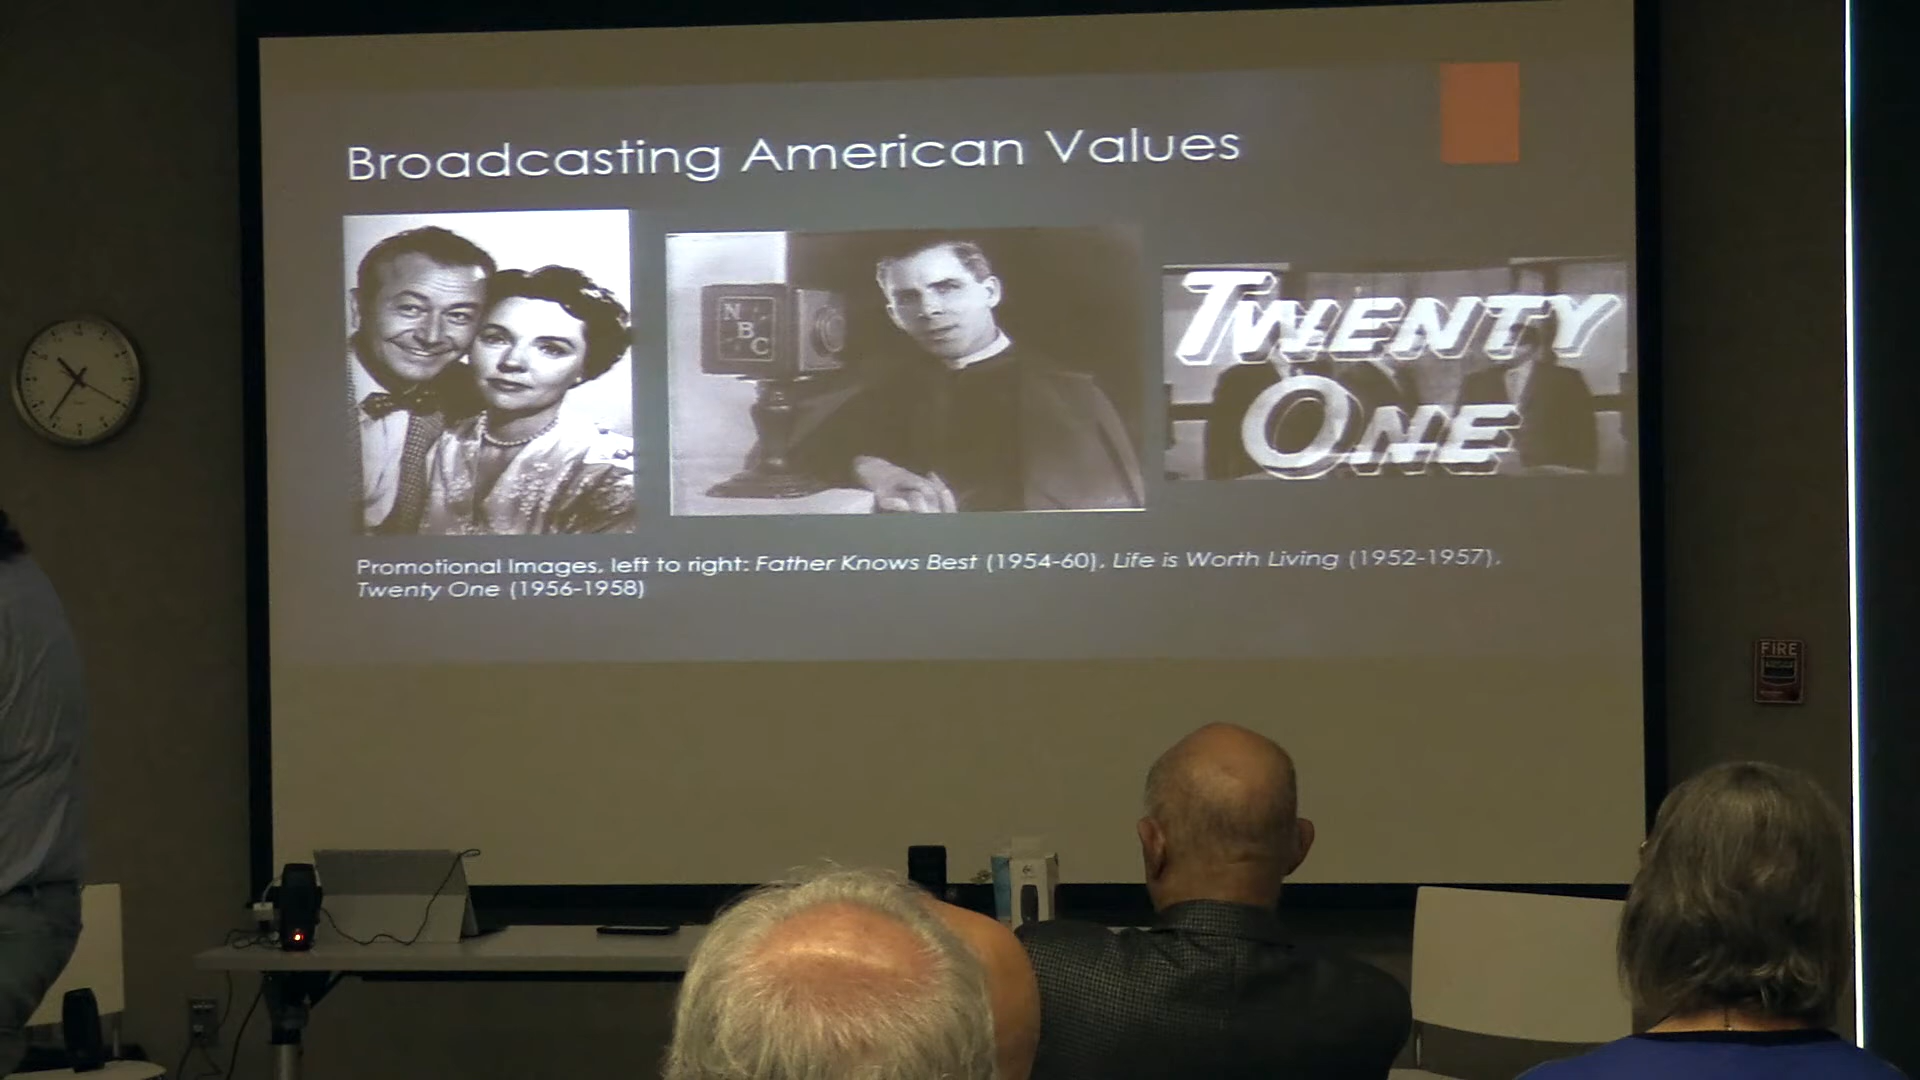 Broadcasting American Values
NBC
TWENTY
ONE
Promotional Images, left to right: Father Knows Best (1954-60), Life is Worth Living (1952-1957),
Twenty One (1956-1958)
FIRE